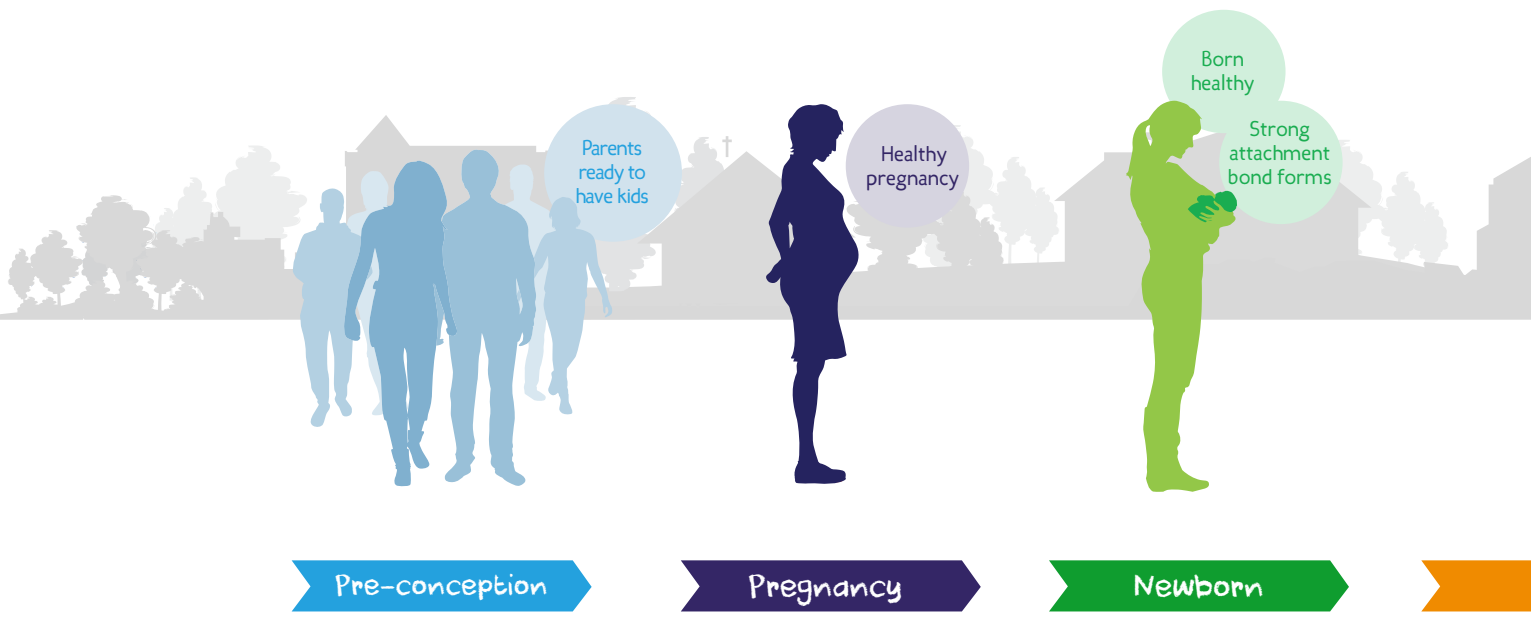 Born
healthy
Parents
ready to
have kids
Healthy
pregnancy
Strong
attachment
bond forms
Pre-conception
Pregnancy
Newborn